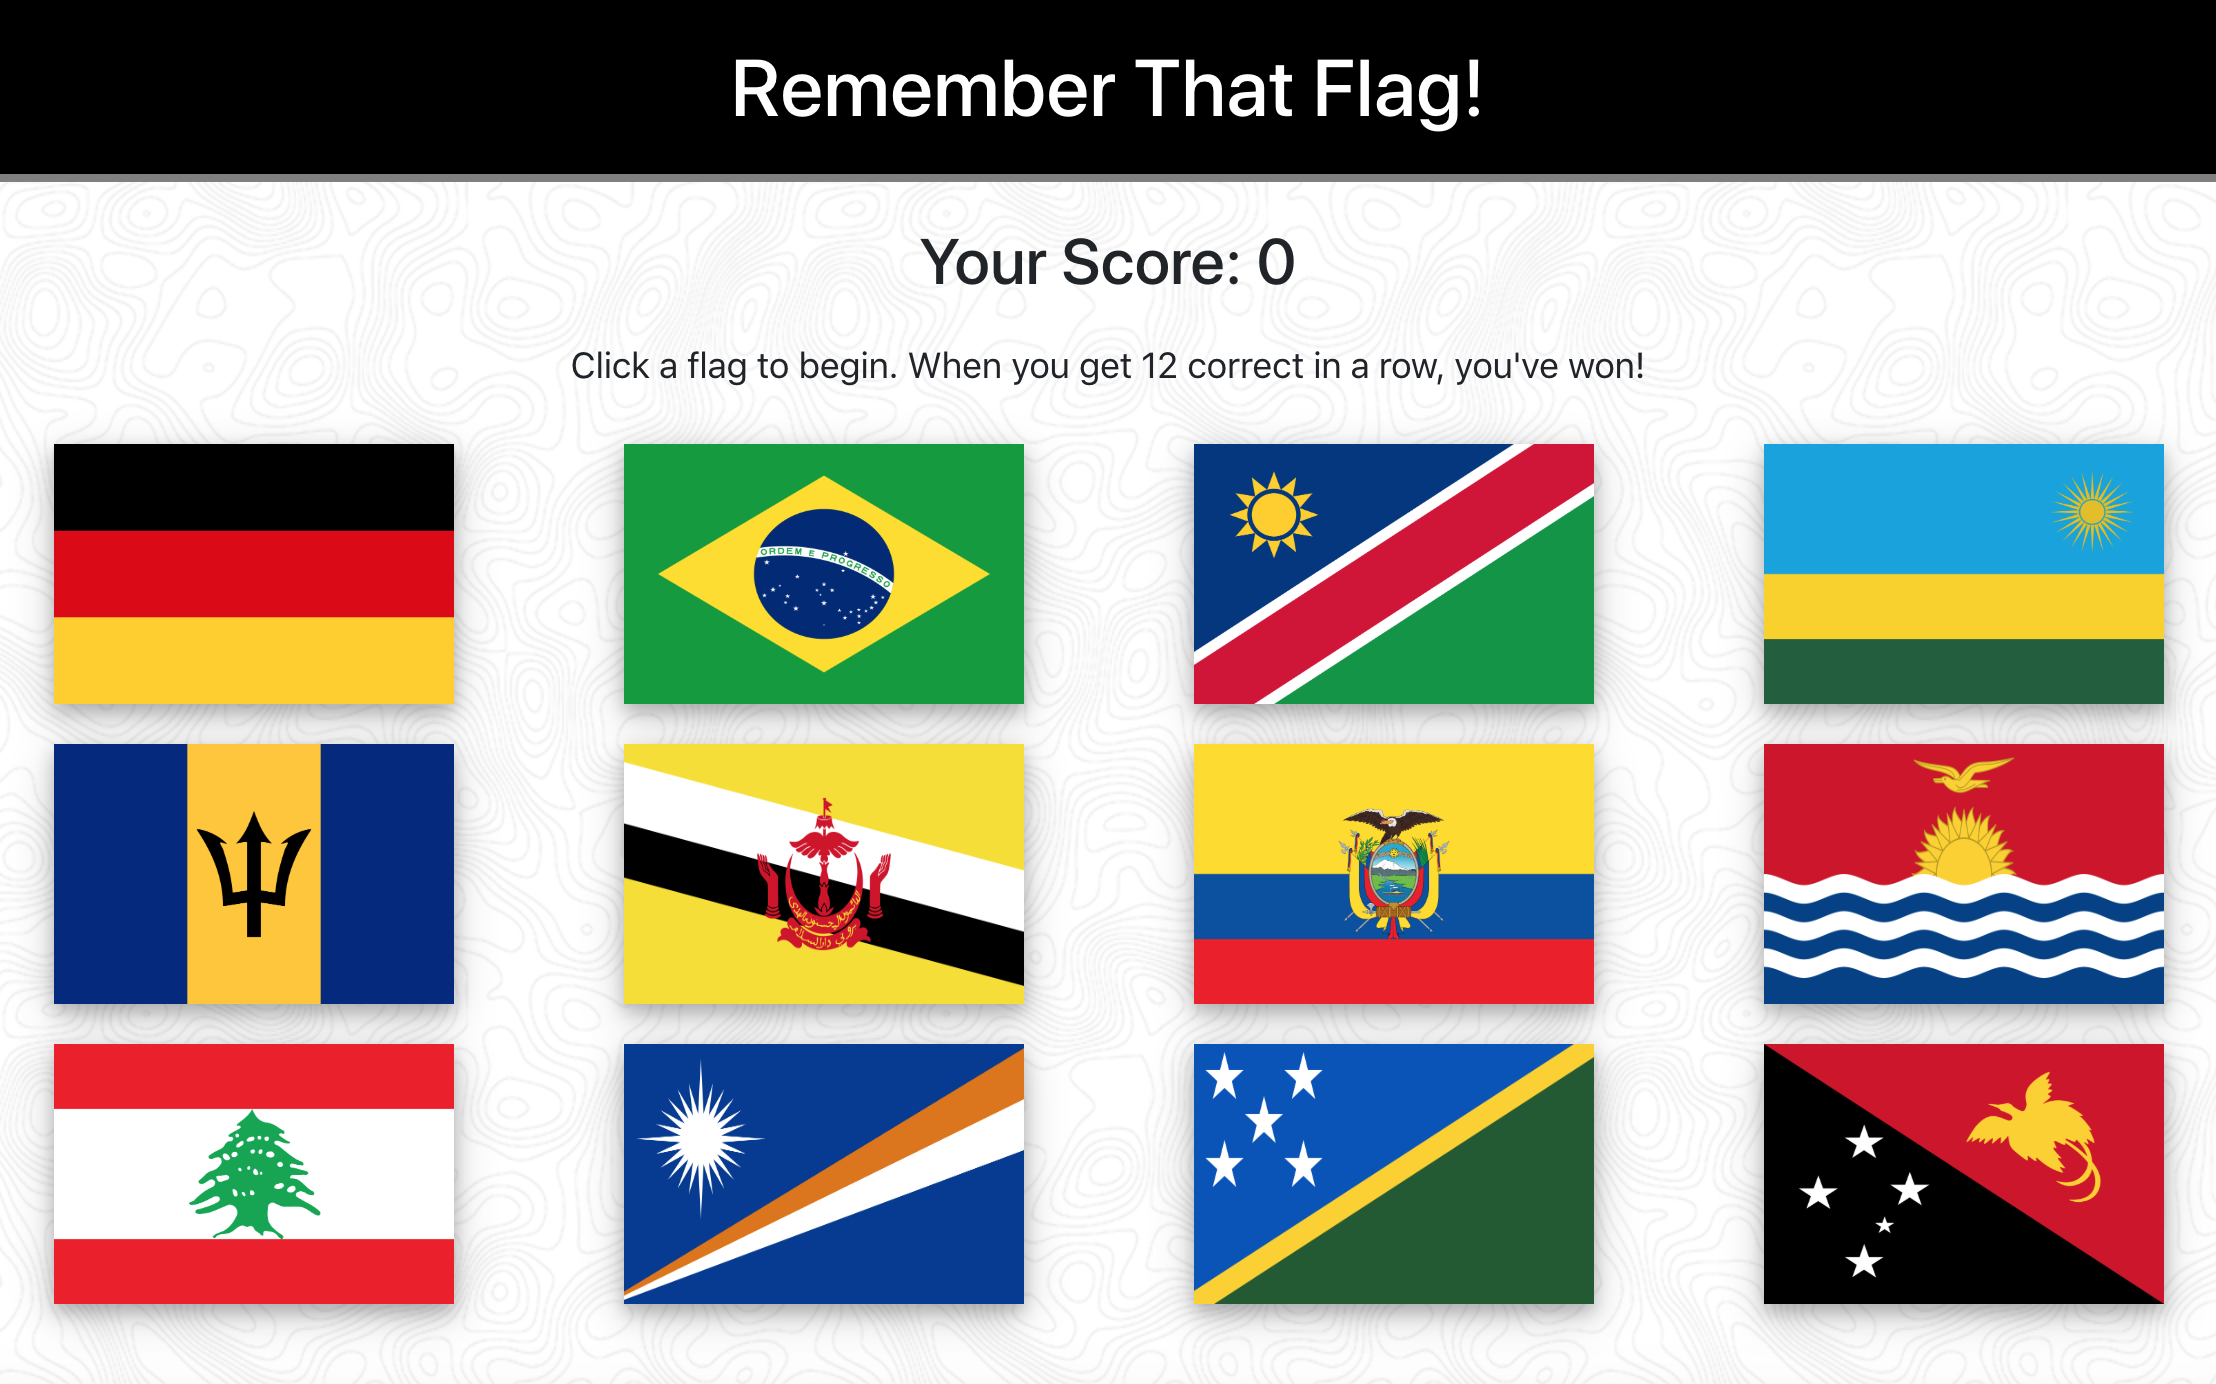 Remember That Flag!
Your Score: 0
Click a flag to begin. When you get 12 correct in a row, you've won!
ORDEM E PROGRESSO